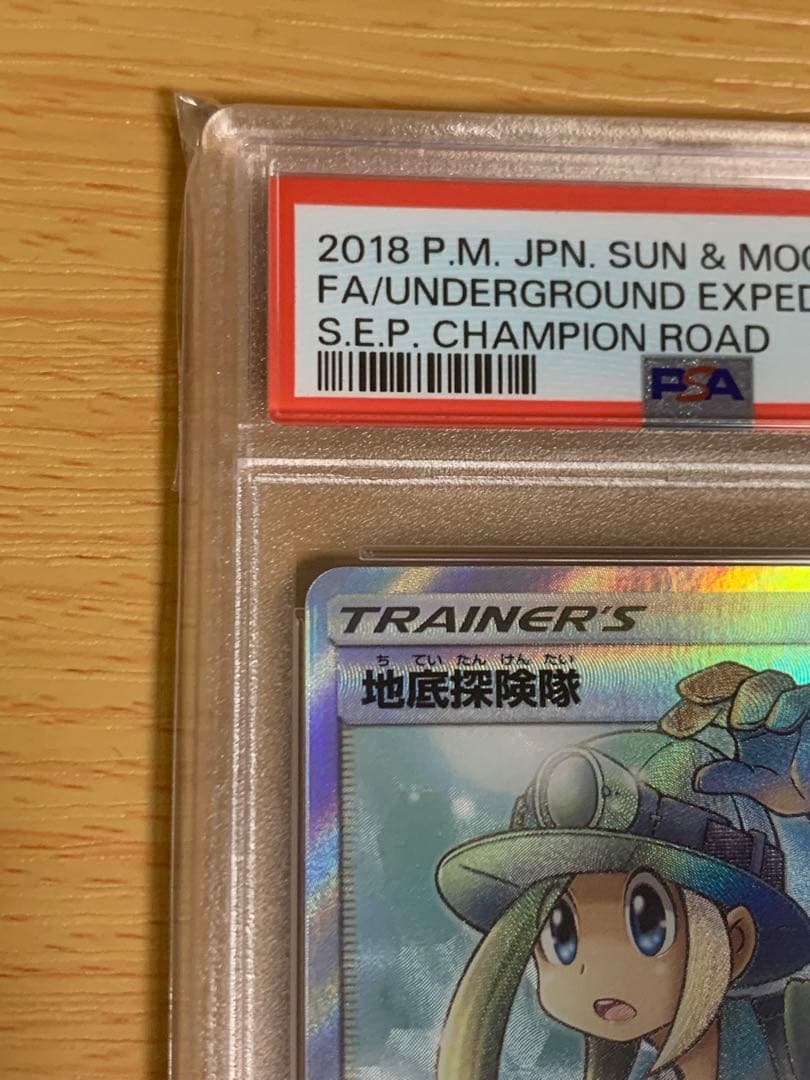 2018 P.M. JPN. SUN & MOO
FA/UNDERGROUND EXPED
S.E.P. CHAMPION ROAD
PSA
TRAINER'S
ち てい たん けん たい
地底探険隊